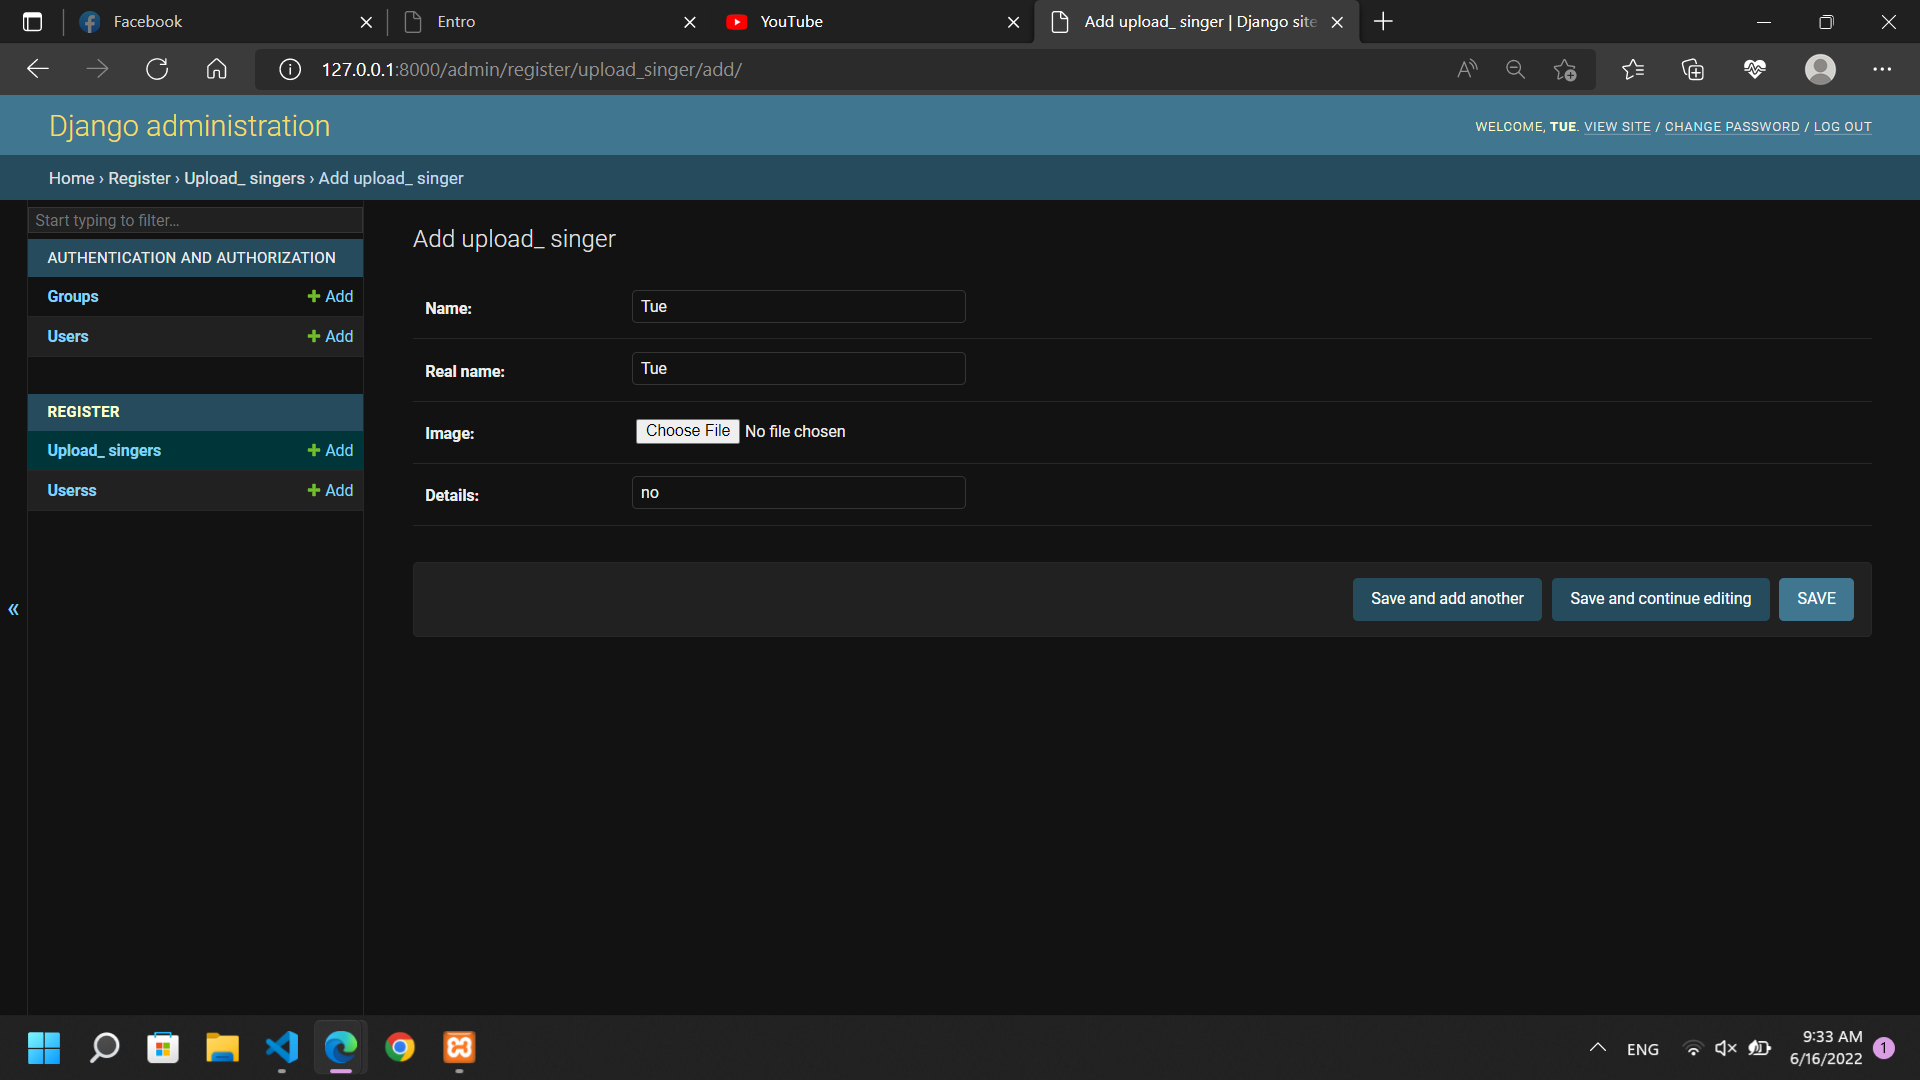 Facebook
Entro
YouTube
Add upload_ singer | Django site
127.0.0.1:8000/admin/register/upload_singer/add/
Django administration
WELCOME, TUE. VIEW SITE / CHANGE PASSWORD / LOG OUT
Home › Register › Upload_ singers › Add upload_ singer
Start typing to filter...
AUTHENTICATION AND AUTHORIZATION
Groups
+ Add
Users
+ Add
REGISTER
Upload_ singers
+ Add
Userss
+ Add
«
Add upload_ singer
Name:
Tue
Real name:
Tue
Image:
Choose File No file chosen
Details:
no
Save and add another
Save and continue editing
SAVE
ENG
9:33 AM
6/16/2022
1